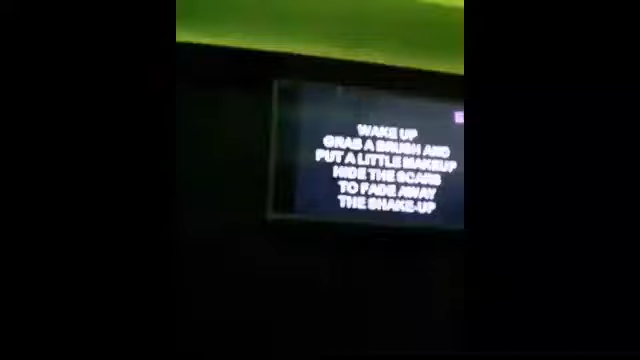 WAKE UP
GRAB A BRUSH AND
PUT A LITTLE MAKEUP
HIDE THE SCARS
TO FADE AWAY
THE SHAKE-UP